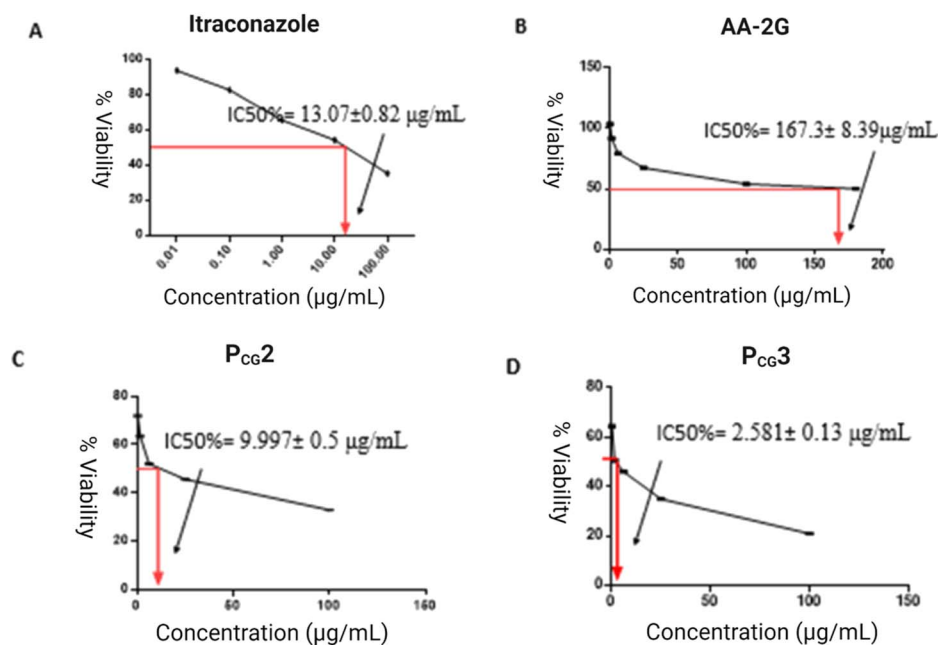 A
Itraconazole
% Viability
100
80
60
40
20
0
IC50%= 13.07±0.82 µg/mL
0.01
0.10
1.00
10.00
100.00
Concentration (µg/mL)
B
AA-2G
% Viability
150
100
50
0
IC50%= 167.3± 8.39µg/mL
0
50
100
150
200
Concentration (µg/mL)
C
PCG2
% Viability
80
60
40
20
0
IC50%= 9.997± 0.5 µg/mL
0
50
100
150
Concentration (µg/mL)
D
PCG3
% Viability
80
60
40
20
0
IC50%= 2.581± 0.13 µg/mL
0
50
100
150
Concentration (µg/mL)